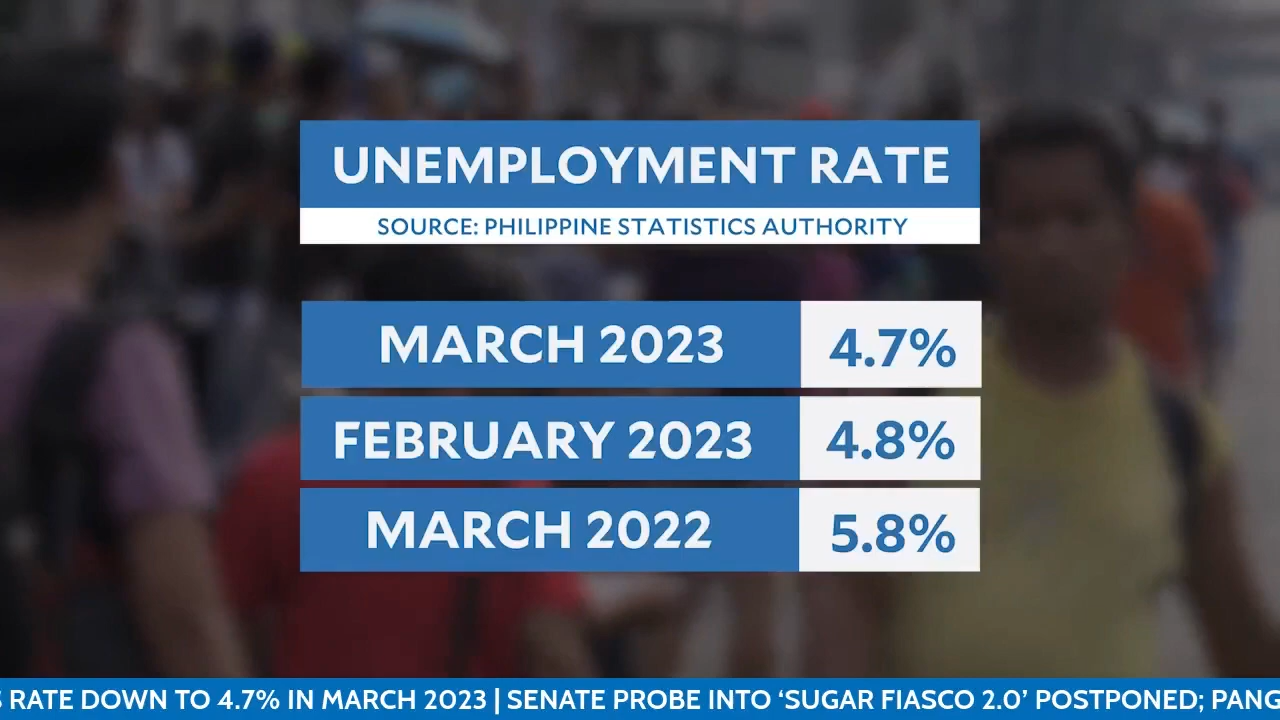 UNEMPLOYMENT RATE
SOURCE: PHILIPPINE STATISTICS AUTHORITY
MARCH 2023 4.7%
FEBRUARY 2023 4.8%
MARCH 2022 5.8%
RATE DOWN TO 4.7% IN MARCH 2023 | SENATE PROBE INTO ‘SUGAR FIASCO 2.0’ POSTPONED;